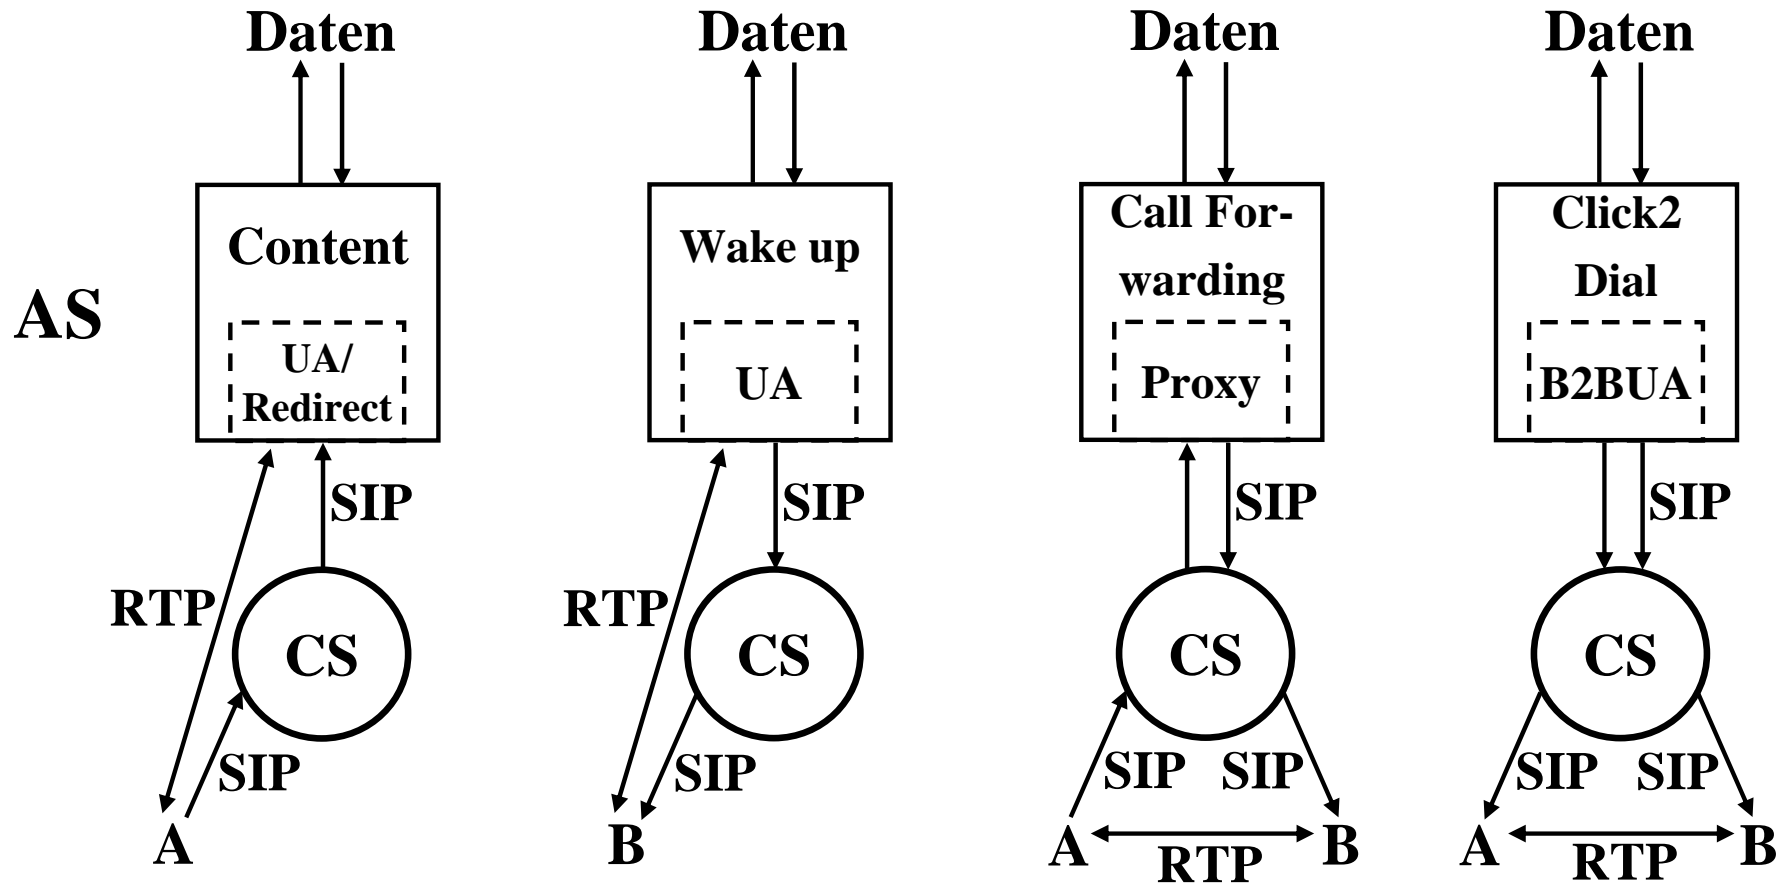 Daten
Daten
Daten
Daten
AS
Content
UA/
Redirect
Wake up
UA
Call For-
warding
Proxy
Click2
Dial
B2BUA
SIP
SIP
SIP
SIP
RTP
CS
RTP
CS
CS
CS
SIP
SIP
SIP
SIP
SIP
SIP
A
B
A
RTP
B
A
RTP
B